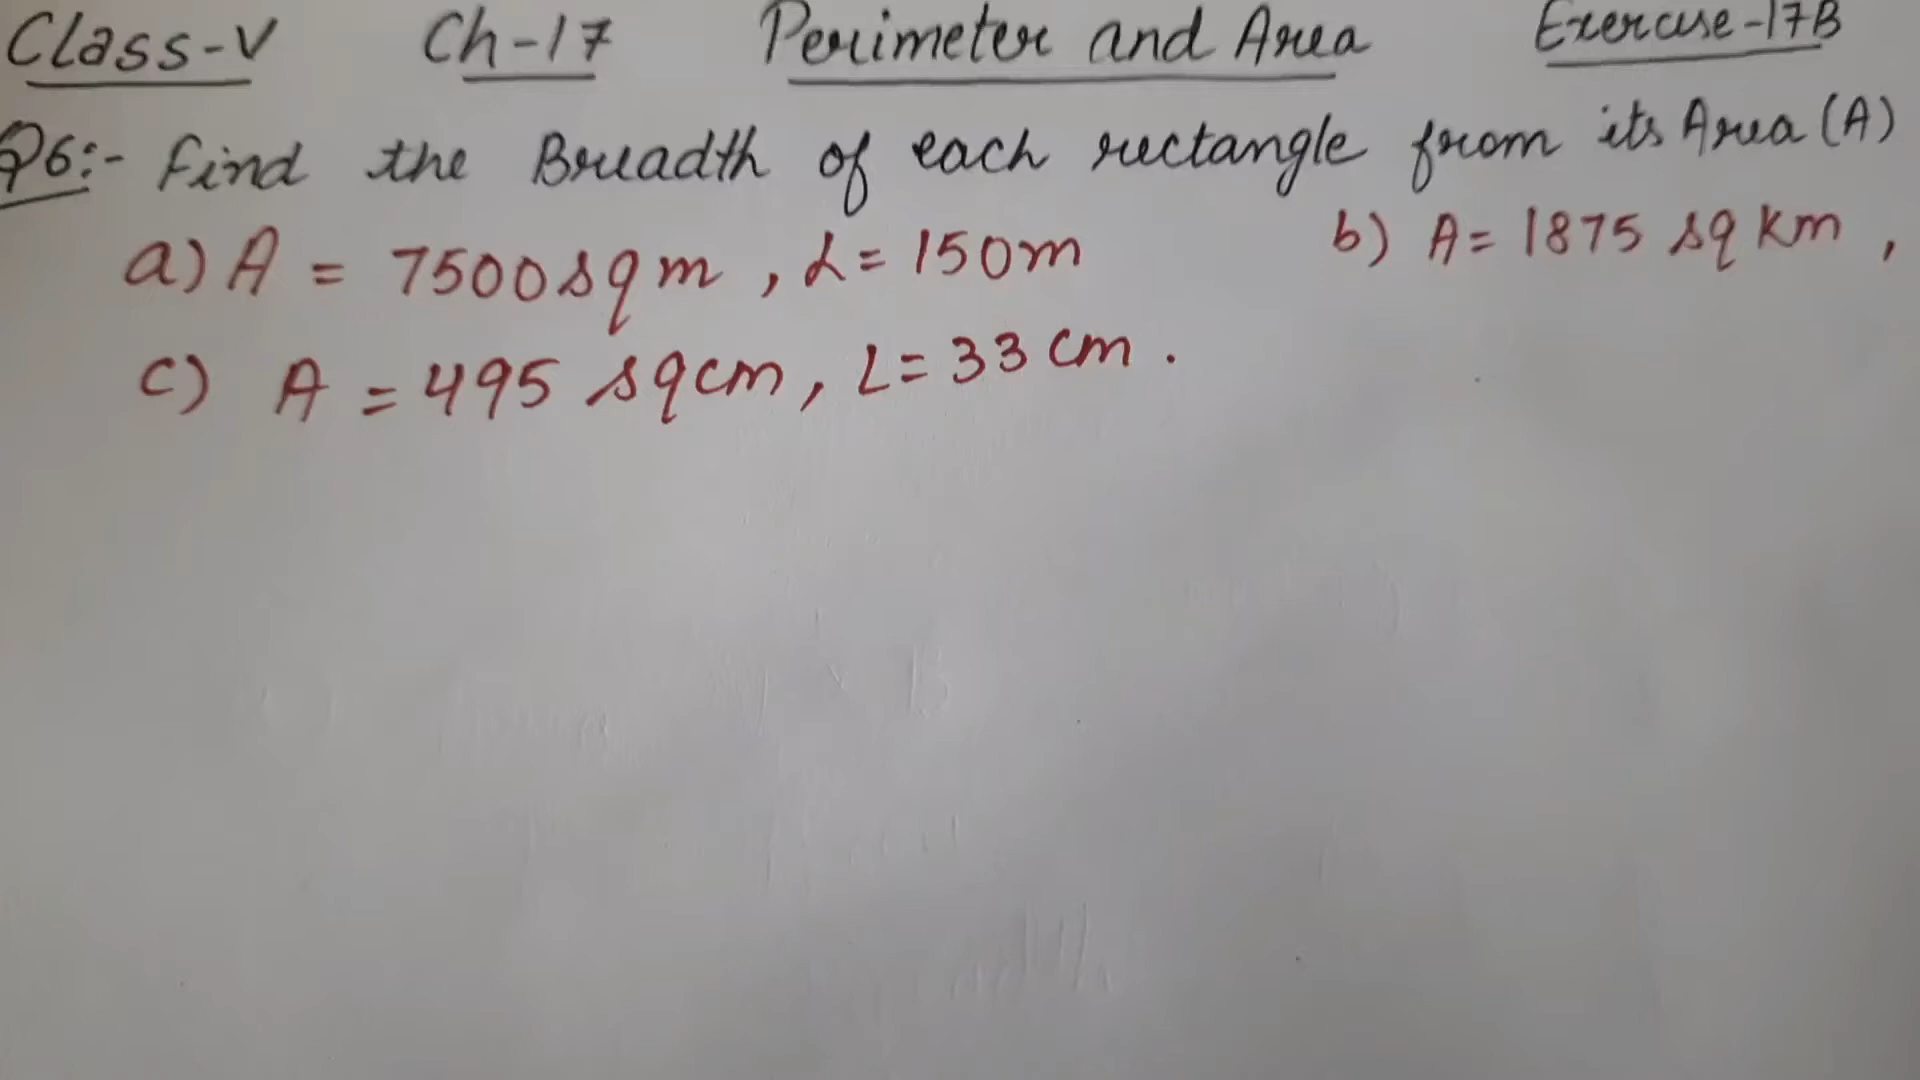 Class-V Ch-17 Perimeter and Area Exercise-17B
Q6:- Find the Breadth of each rectangle from its Area (A)
a) A = 7500 sq m , L = 150m b) A = 1875 sq km ,
c) A = 495 sq cm, L = 33 cm .